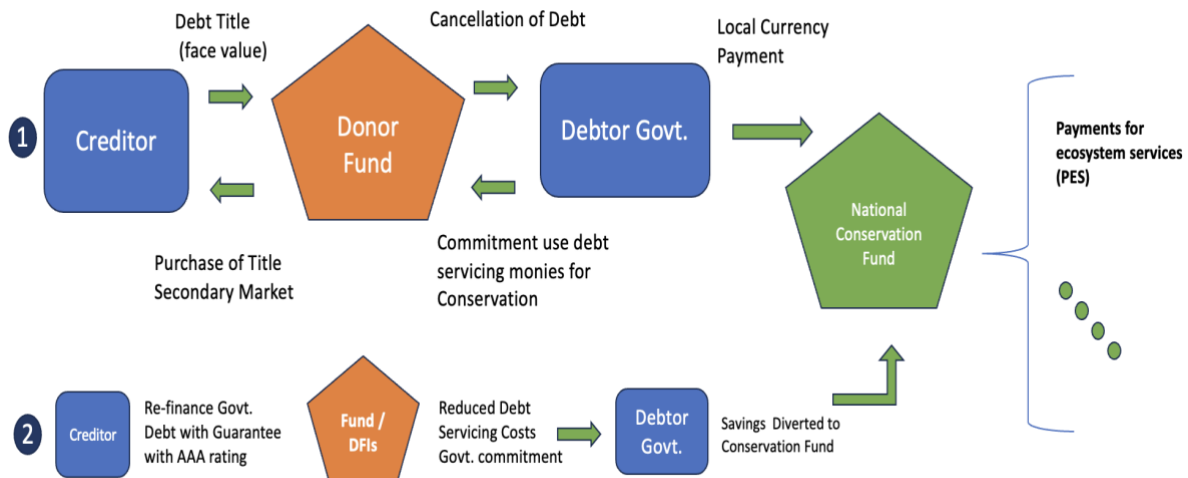 Debt Title
(face value)
Cancellation of Debt
Local Currency
Payment
1
Creditor
Donor
Fund
Debtor Govt.
Payments for
ecosystem services
(PES)
National
Conservation
Fund
Purchase of Title
Secondary Market
Commitment use debt
servicing monies for
Conservation
2
Creditor
Re-finance Govt.
Debt with Guarantee
with AAA rating
Fund /
DFIs
Reduced Debt
Servicing Costs
Govt. commitment
Debtor
Govt.
Savings Diverted to
Conservation Fund